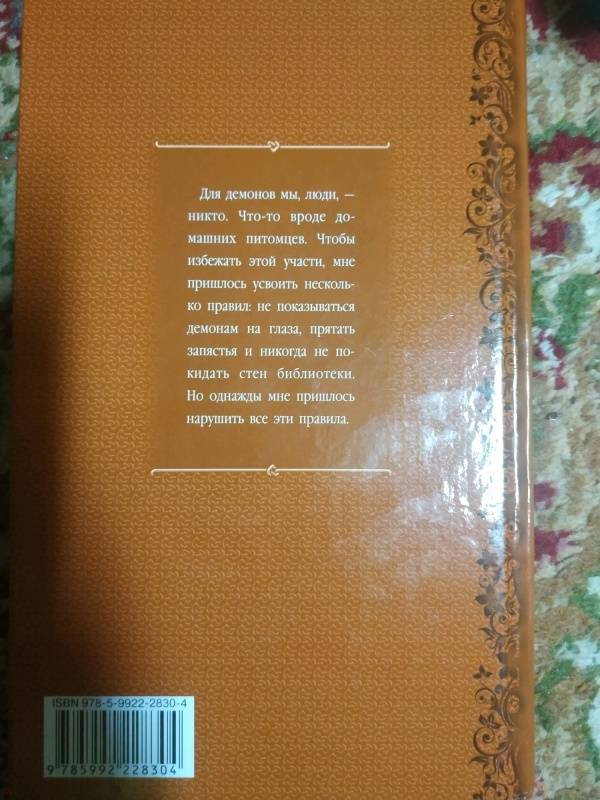 Для демонов мы, люди, —
никто. Что-то вроде до-
машних питомцев. Чтобы
избежать этой участи, мне
пришлось усвоить несколь-
ко правил: не показываться
демонам на глаза, прятать
запястья и никогда не по-
кидать стен библиотеки.
Но однажды мне пришлось
нарушить все эти правила.
ISBN 978-5-9922-2830-4
9 785992 228304